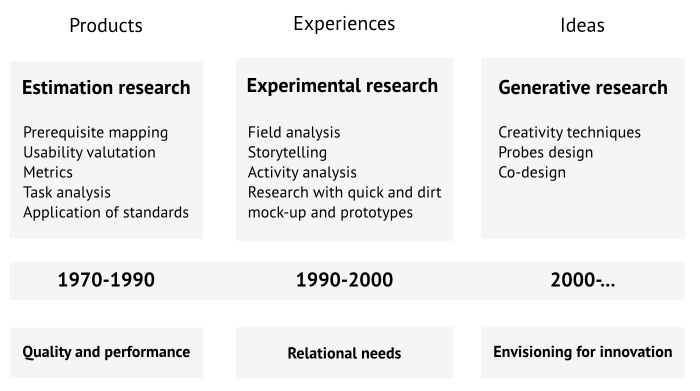 Products
Experiences
Ideas
Estimation research
Prerequisite mapping
Usability valutation
Metrics
Task analysis
Application of standards
Experimental research
Field analysis
Storytelling
Activity analysis
Research with quick and dirt
mock-up and prototypes
Generative research
Creativity techniques
Probes design
Co-design
1970-1990
1990-2000
2000-...
Quality and performance
Relational needs
Envisioning for innovation